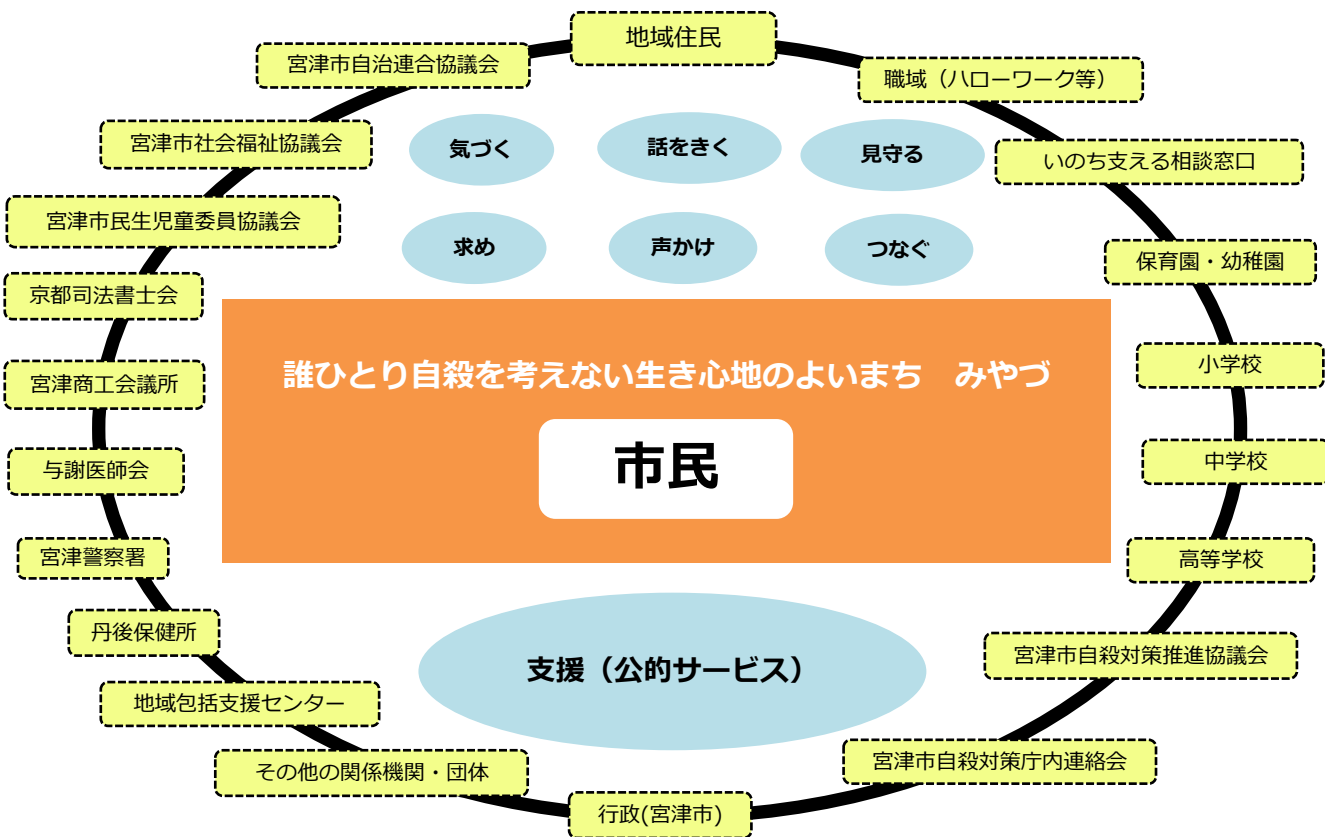 地域住民
宮津市自治連合協議会
職域（ハローワーク等）
宮津市社会福祉協議会
気づく
話をきく
見守る
いのち支える相談窓口
宮津市民生児童委員協議会
求め
声かけ
つなぐ
保育園・幼稚園
京都司法書士会
誰ひとり自殺を考えない生き心地のよいまち　みやづ
小学校
宮津商工会議所
市民
中学校
与謝医師会
宮津警察署
高等学校
丹後保健所
宮津市自殺対策推進協議会
支援（公的サービス）
地域包括支援センター
宮津市自殺対策庁内連絡会
その他の関係機関・団体
行政(宮津市)